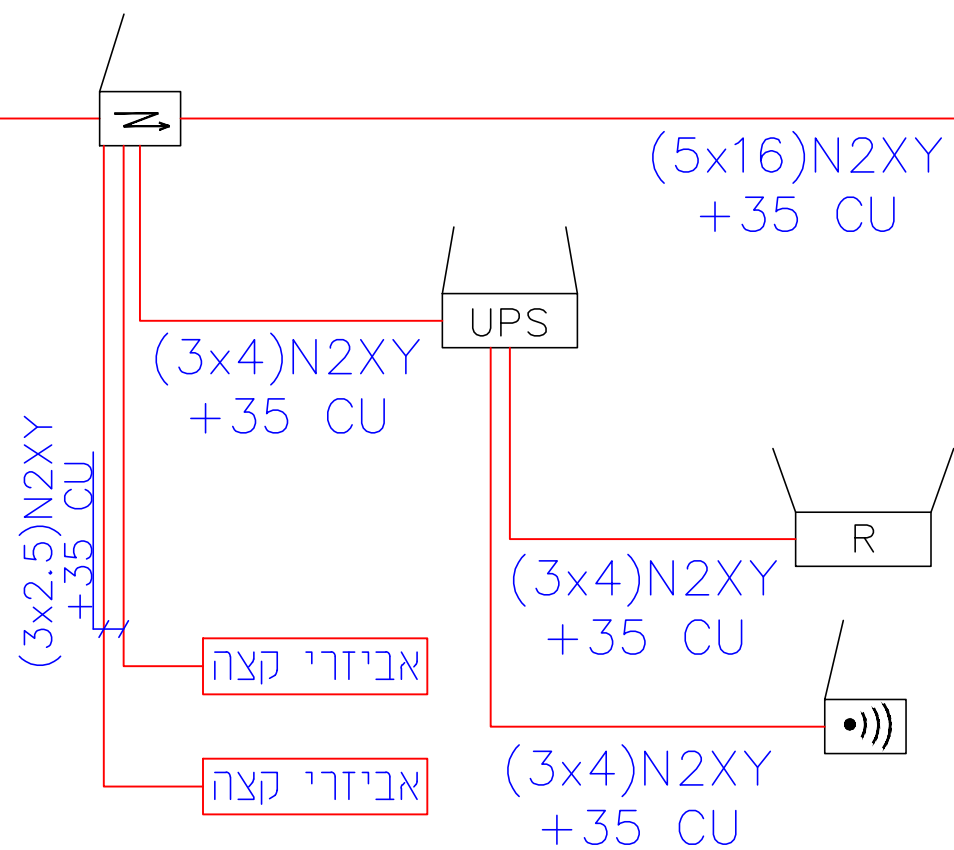 (5x16)N2XY
+35 CU
UPS
(3x4)N2XY
+35 CU
(3x2.5)N2XY
+35 CU
R
(3x4)N2XY
+35 CU
אביזרי קצה
(3x4)N2XY
+35 CU
אביזרי קצה